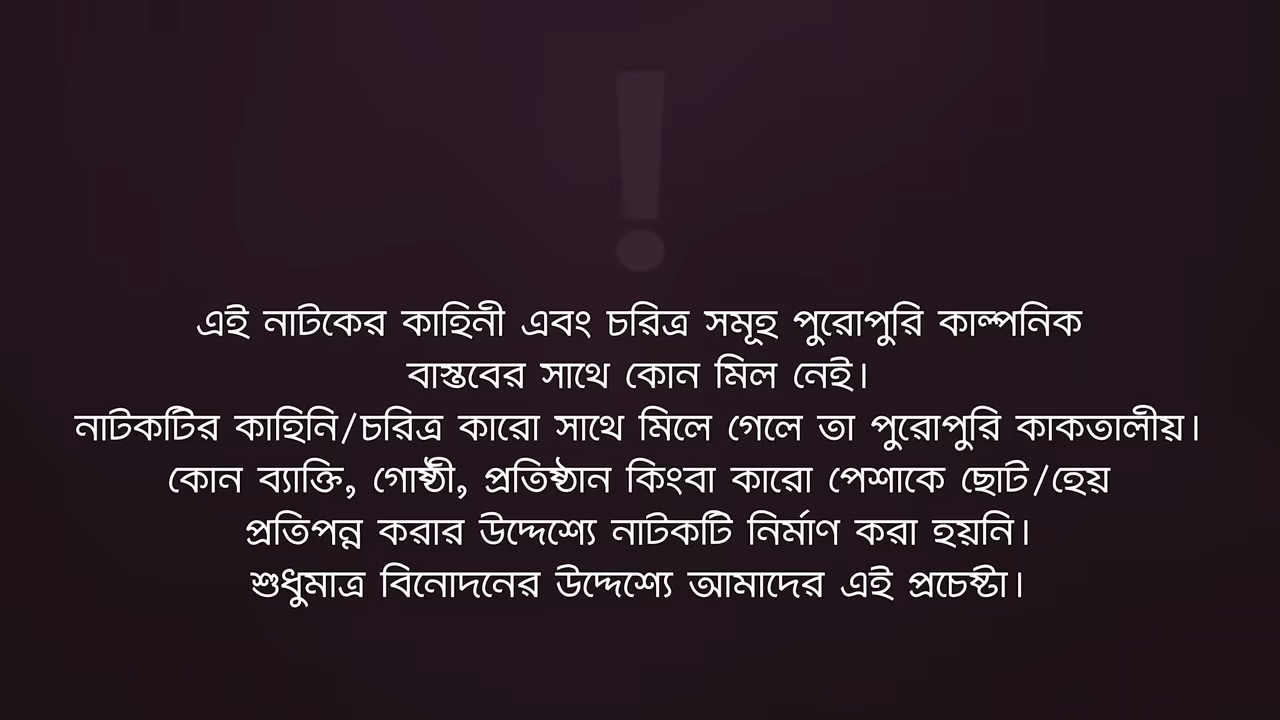 এই নাটকের কাহিনী এবং চরিত্র সমূহ পুরোপুরি কাল্পনিক
বাস্তবের সাথে কোন মিল নেই।
নাটকটির কাহিনি/চরিত্র কারো সাথে মিলে গেলে তা পুরোপুরি কাকতালীয়।
কোন ব্যাক্তি, গোষ্ঠী, প্রতিষ্ঠান কিংবা কারো পেশাকে ছোট/হেয়
প্রতিপন্ন করার উদ্দেশ্যে নাটকটি নির্মাণ করা হয়নি।
শুধুমাত্র বিনোদনের উদ্দেশ্যে আমাদের এই প্রচেষ্টা।